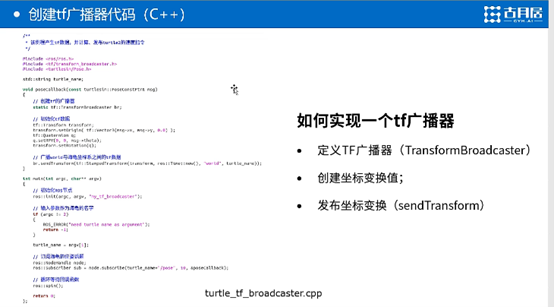 创建tf广播器代码（C++）
古月居
/**
 * 该例程产生tf数据，并计算、发布turtle2的速度指令
 */
#include <ros/ros.h>
#include <tf/transform_broadcaster.h>
#include <turtlesim/Pose.h>
std::string turtle_name;
void poseCallback(const turtlesim::PoseConstPtr& msg)
{
// 创建tf的广播器
static tf::TransformBroadcaster br;
// 初始化tf数据
tf::Transform transform;
transform.setOrigin( tf::Vector3(msg->x, msg->y, 0.0) );
tf::Quaternion q;
q.setRPY(0, 0, msg->theta);
transform.setRotation(q);
// 广播world与海龟坐标系之间的tf数据
br.sendTransform(tf::StampedTransform(transform, ros::Time::now(), "world", turtle_name));
}
int main(int argc, char** argv)
{
// 初始化ROS节点
ros::init(argc, argv, "my_tf_broadcaster");
// 输入参数作为海龟的名字
if (argc != 2)
{
ROS_ERROR("need turtle name as argument");
return -1;
}
turtle_name = argv[1];
// 订阅海龟的位姿话题
ros::NodeHandle node;
ros::Subscriber sub = node.subscribe(turtle_name+"/pose", 10, &poseCallback);
// 循环等待回调函数
ros::spin();
return 0;
};
如何实现一个tf广播器
• 定义TF广播器（TransformBroadcaster）
• 创建坐标变换值；
• 发布坐标变换（sendTransform）
turtle_tf_broadcaster.cpp